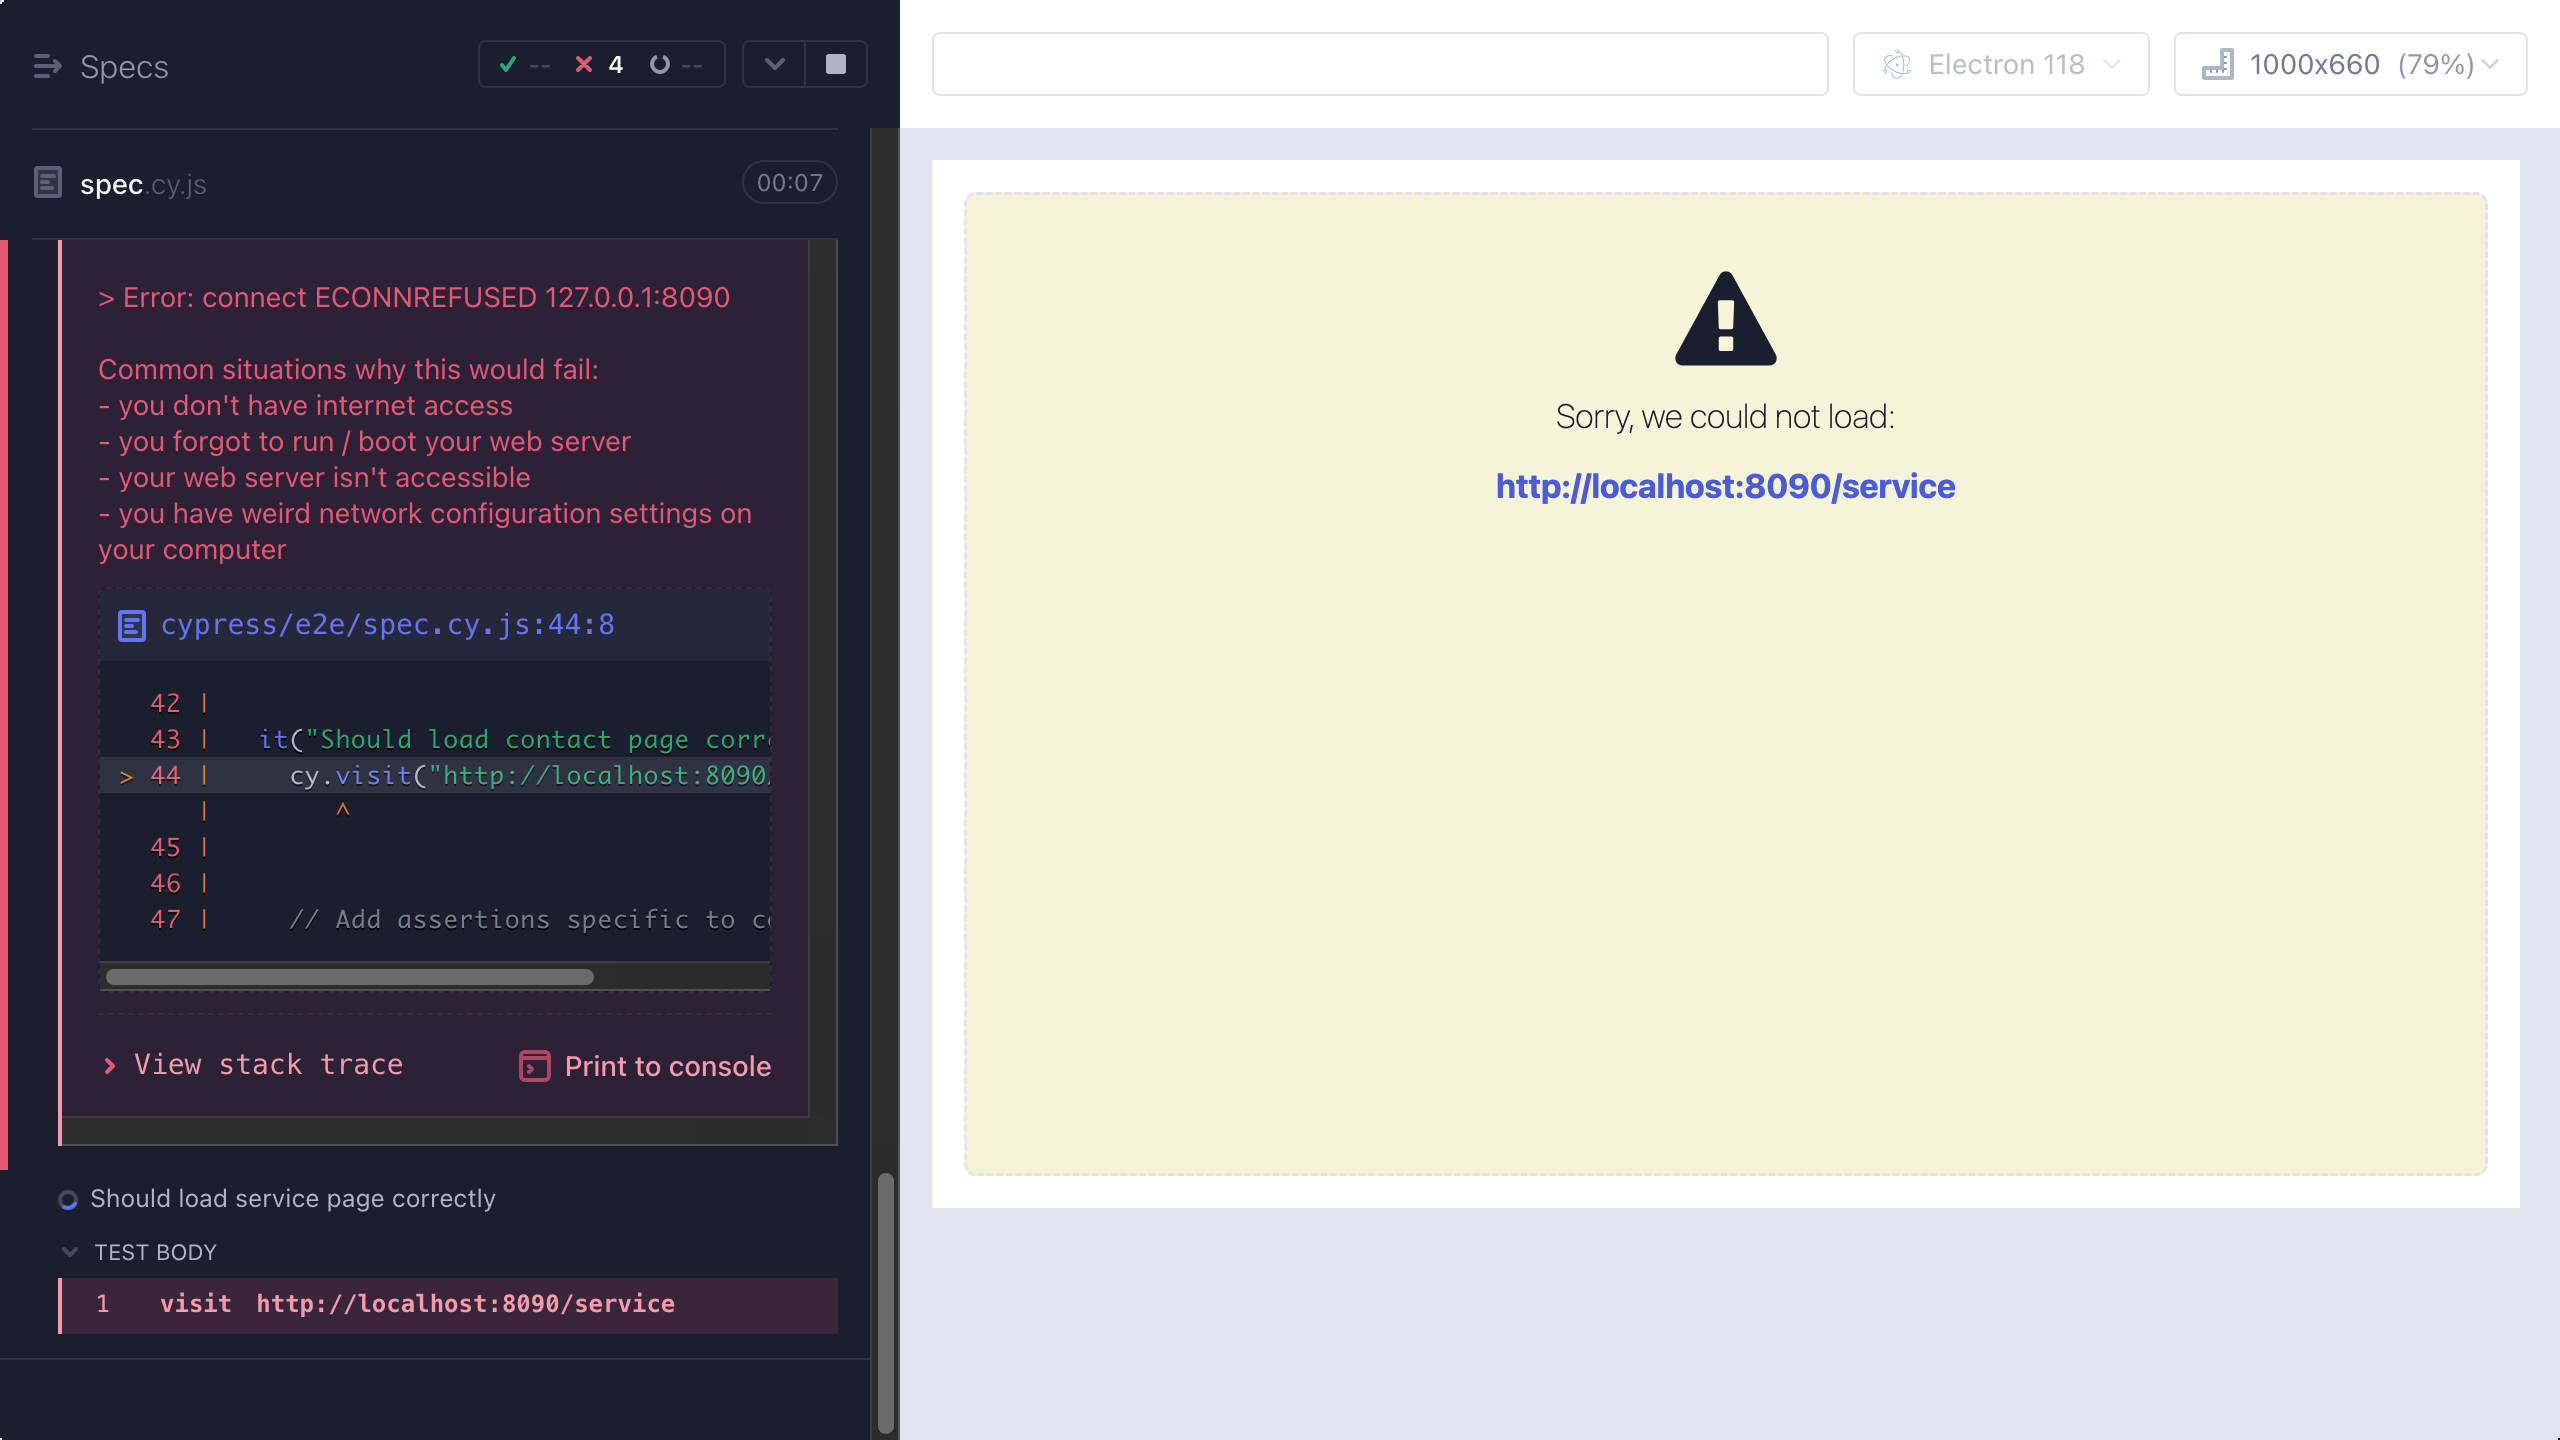 Specs
-- 4 --
spec.cy.js
00:07
> Error: connect ECONNREFUSED 127.0.0.1:8090
Common situations why this would fail:
- you don't have internet access
- you forgot to run / boot your web server
- your web server isn't accessible
- you have weird network configuration settings on
your computer
cypress/e2e/spec.cy.js:44:8
42 |
43 | it("Should load contact page corre
> 44 | cy.visit("http://localhost:8090/
| ^
45 |
46 |
47 | // Add assertions specific to co
View stack trace
Print to console
Should load service page correctly
TEST BODY
1 visit http://localhost:8090/service
Electron 118
1000x660 (79%)
Sorry, we could not load:
http://localhost:8090/service